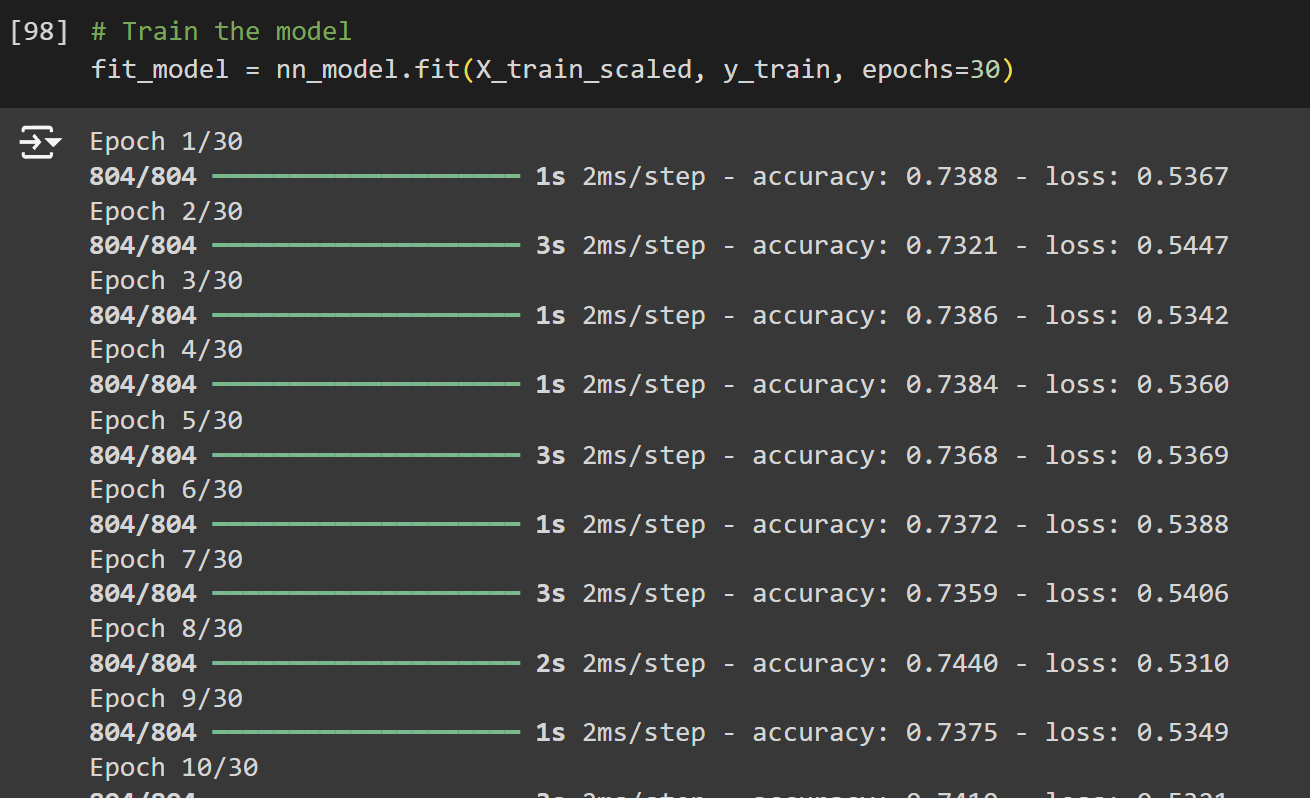 [98] # Train the model
fit_model = nn_model.fit(X_train_scaled, y_train, epochs=30)
Epoch 1/30
804/804 ━━━━━━━━━━━━━━━━━━━━ 1s 2ms/step - accuracy: 0.7388 - loss: 0.5367
Epoch 2/30
804/804 ━━━━━━━━━━━━━━━━━━━━ 3s 2ms/step - accuracy: 0.7321 - loss: 0.5447
Epoch 3/30
804/804 ━━━━━━━━━━━━━━━━━━━━ 1s 2ms/step - accuracy: 0.7386 - loss: 0.5342
Epoch 4/30
804/804 ━━━━━━━━━━━━━━━━━━━━ 1s 2ms/step - accuracy: 0.7384 - loss: 0.5360
Epoch 5/30
804/804 ━━━━━━━━━━━━━━━━━━━━ 3s 2ms/step - accuracy: 0.7368 - loss: 0.5369
Epoch 6/30
804/804 ━━━━━━━━━━━━━━━━━━━━ 1s 2ms/step - accuracy: 0.7372 - loss: 0.5388
Epoch 7/30
804/804 ━━━━━━━━━━━━━━━━━━━━ 3s 2ms/step - accuracy: 0.7359 - loss: 0.5406
Epoch 8/30
804/804 ━━━━━━━━━━━━━━━━━━━━ 2s 2ms/step - accuracy: 0.7440 - loss: 0.5310
Epoch 9/30
804/804 ━━━━━━━━━━━━━━━━━━━━ 1s 2ms/step - accuracy: 0.7375 - loss: 0.5349
Epoch 10/30